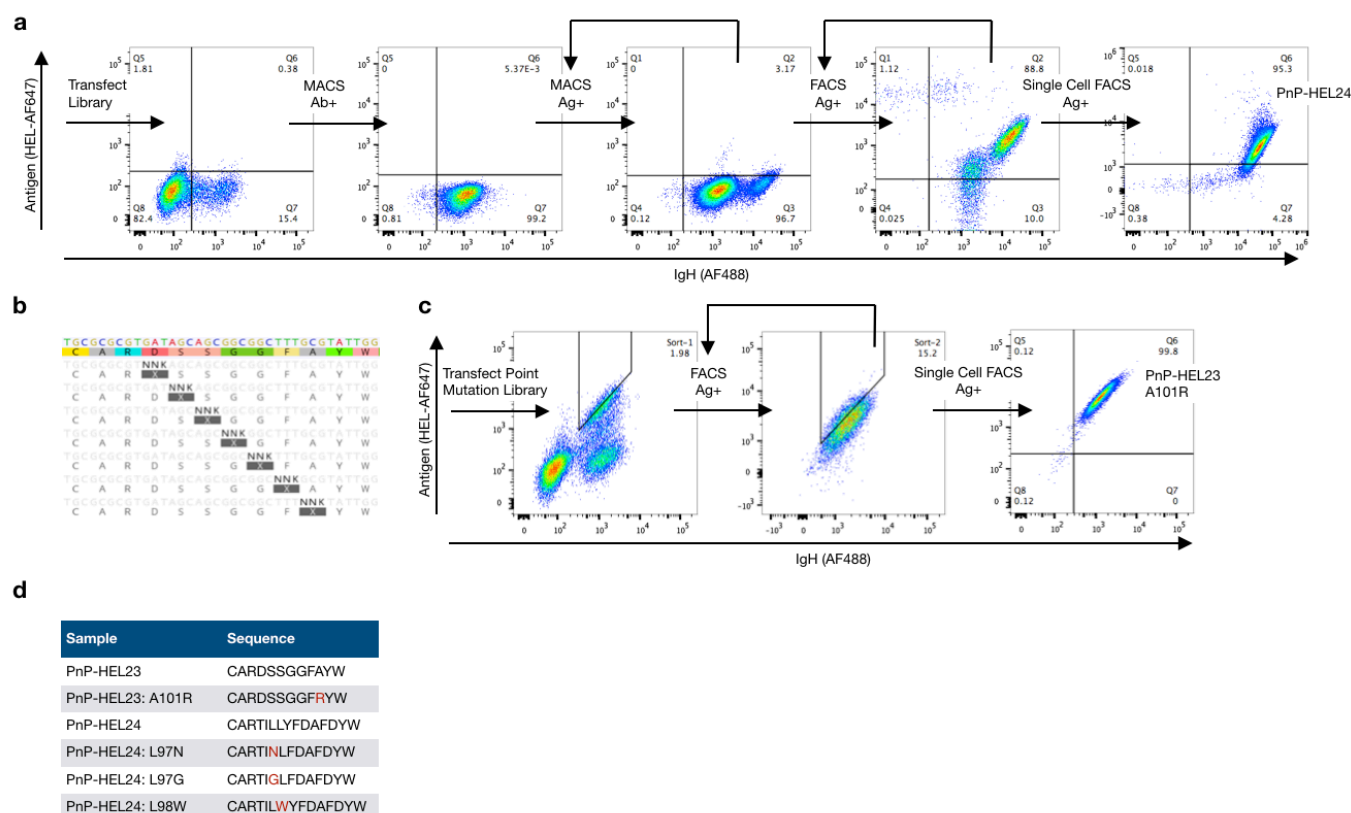 a
Antigen (HEL-AF647)
Transfect
Library
MACS
Ab+
MACS
Ag+
FACS
Ag+
Single Cell FACS
Ag+
PnP-HEL24
Q5
1.81
Q6
0.38
Q8
82.4
Q7
15.4
Q5
0
Q6
5.37E-3
Q8
0.81
Q7
99.2
Q1
0
Q2
3.17
Q4
0.12
Q3
96.7
Q1
1.12
Q2
88.8
Q4
0.025
Q3
10.0
Q5
0.018
Q6
95.3
Q8
0.38
Q7
4.28
IgH (AF488)
b
TGCGCGCGTGATAGCAGCGGCGGCTTTGCGTATTGG
C A R D S S G G F A Y W
TGCGCGCGTNNKAGCAGCGGCGGCTTTGCGTATTGG
C A R X S S G G F A Y W
TGCGCGCGTGATNNKAGCGGCGGCTTTGCGTATTGG
C A R D X S G G F A Y W
TGCGCGCGTGATAGCNNKGGCGGCTTTGCGTATTGG
C A R D S X G G F A Y W
TGCGCGCGTGATAGCAGCNNKGGCTTTGCGTATTGG
C A R D S S X G F A Y W
TGCGCGCGTGATAGCAGCGGCNNKTTTGCGTATTGG
C A R D S S G X F A Y W
TGCGCGCGTGATAGCAGCGGCGGCNNKGCGTATTGG
C A R D S S G G X A Y W
TGCGCGCGTGATAGCAGCGGCGGCTTTNNKTATTGG
C A R D S S G G F X Y W
c
Antigen (HEL-AF647)
Transfect Point
Mutation Library
FACS
Ag+
Single Cell FACS
Ag+
PnP-HEL23
A101R
Sort-1
1.98
Sort-2
15.2
Q5
0.12
Q6
99.8
Q8
0.12
Q7
0
IgH (AF488)
d
Sample Sequence
PnP-HEL23 CARDSSGGFAYW
PnP-HEL23: A101R CARDSSGGFRYW
PnP-HEL24 CARTILLYFDAFDYW
PnP-HEL24: L97N CARTINLFDAFDYW
PnP-HEL24: L97G CARTIGLFDAFDYW
PnP-HEL24: L98W CARTILWYFDAFDYW